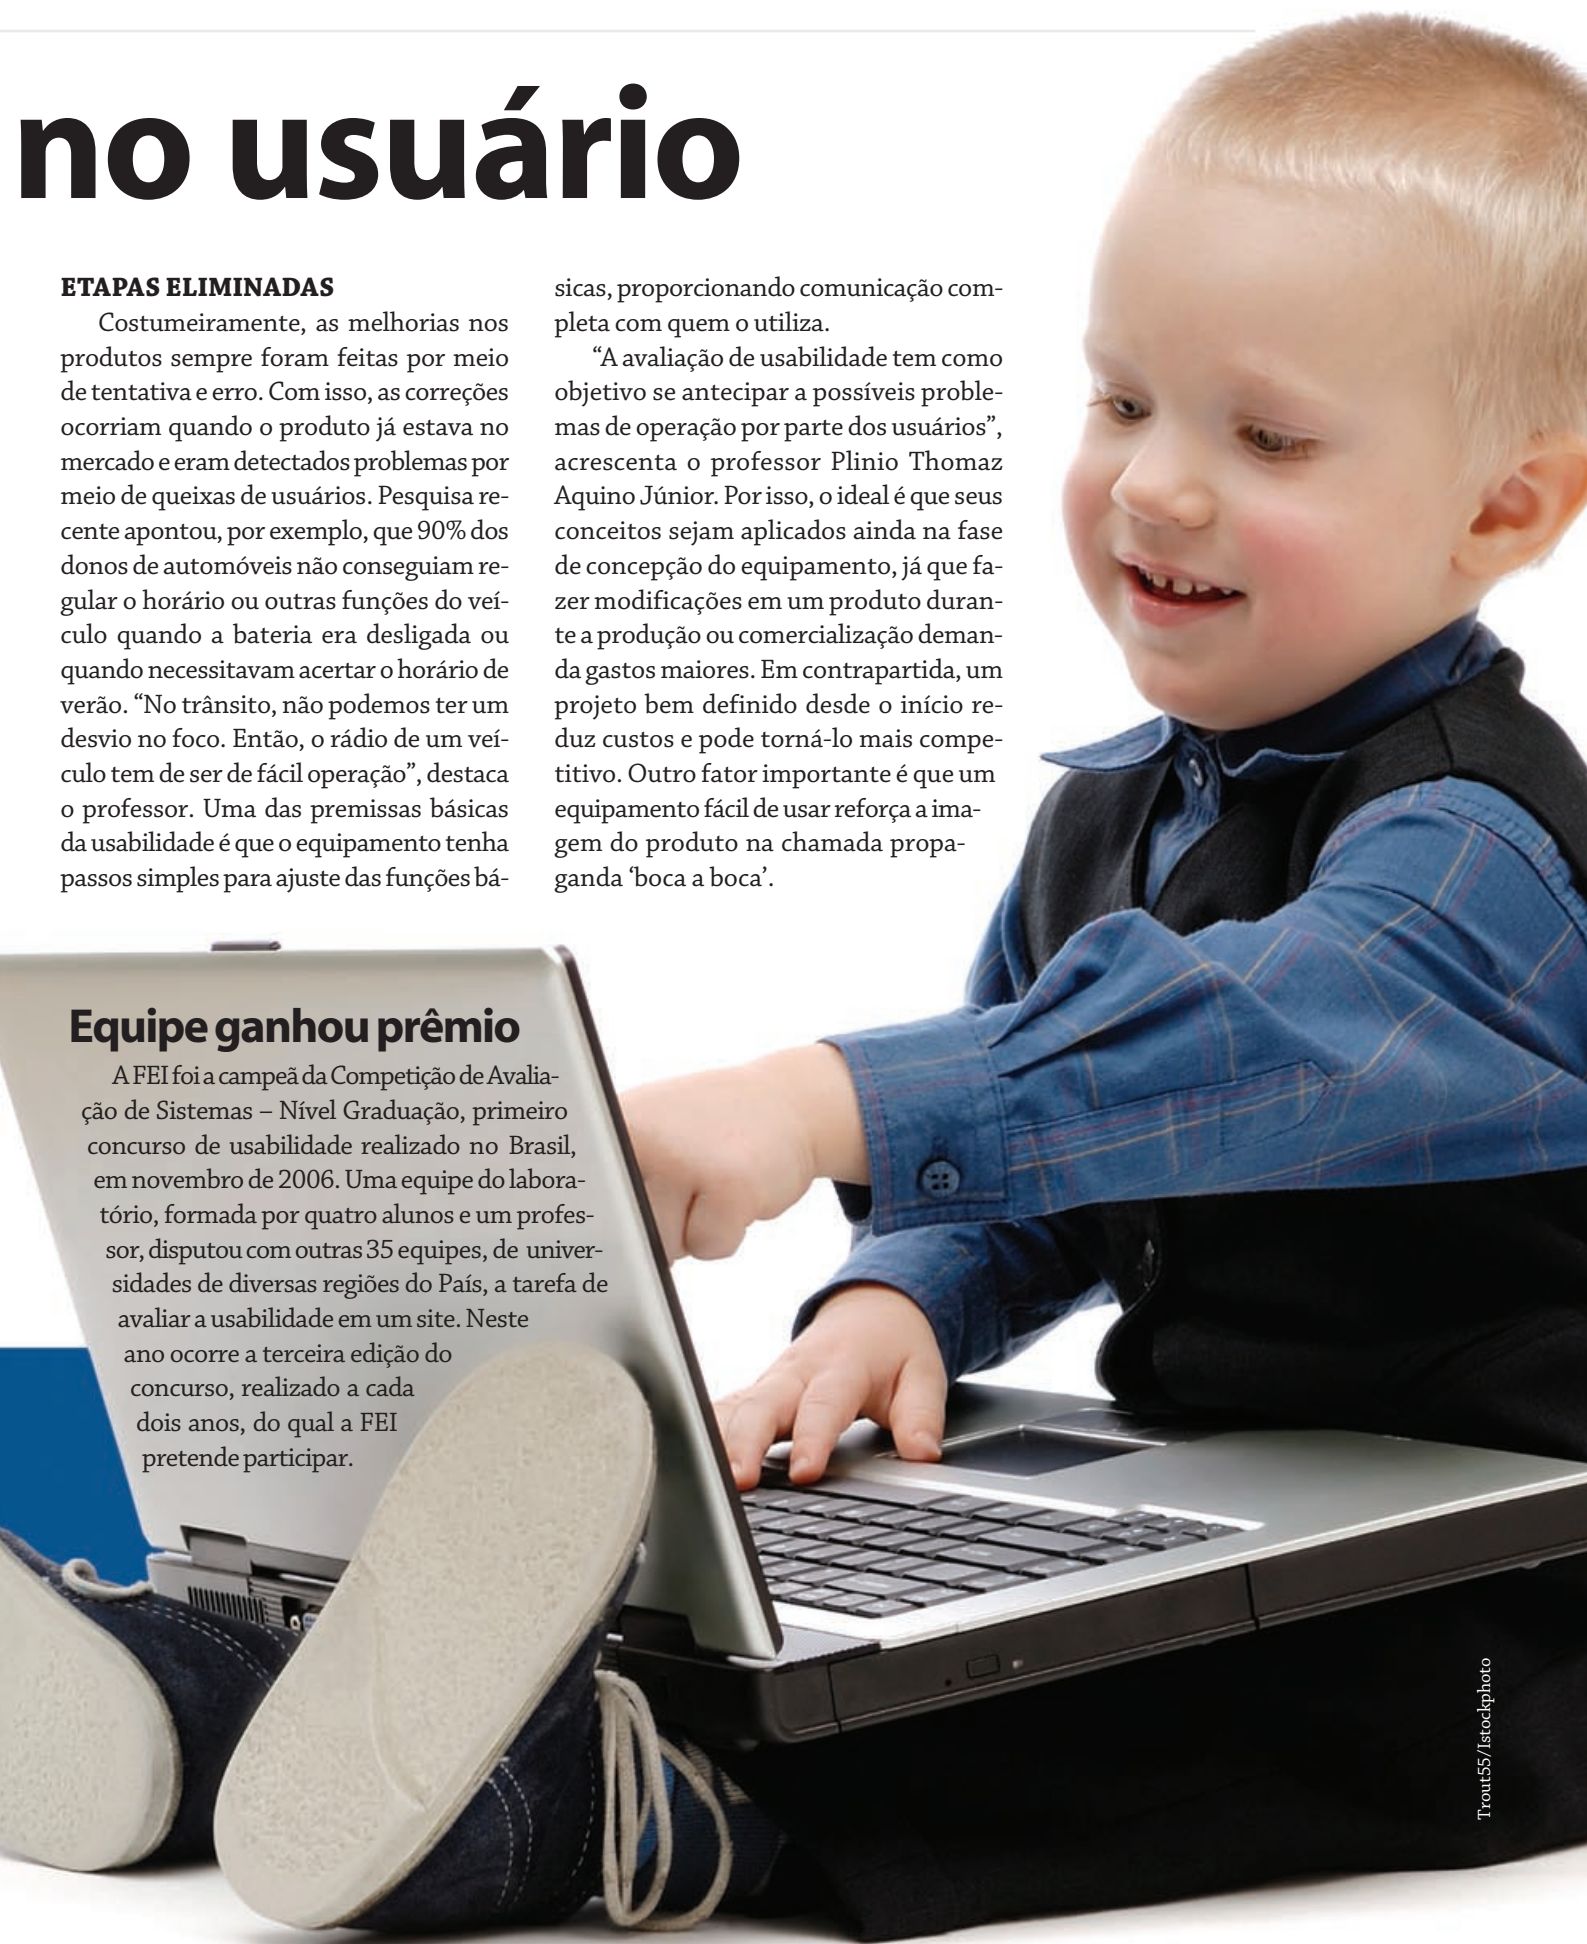 no usuário
ETAPAS ELIMINADAS
Costumeiramente, as melhorias nos
produtos sempre foram feitas por meio
de tentativa e erro. Com isso, as correções
ocorriam quando o produto já estava no
mercado e eram detectados problemas por
meio de queixas de usuários. Pesquisa re-
cente apontou, por exemplo, que 90% dos
donos de automóveis não conseguiam re-
gular o horário ou outras funções do veí-
culo quando a bateria era desligada ou
quando necessitavam acertar o horário de
verão. “No trânsito, não podemos ter um
desvio no foco. Então, o rádio de um veí-
culo tem de ser de fácil operação”, destaca
o professor. Uma das premissas básicas
da usabilidade é que o equipamento tenha
passos simples para ajuste das funções bá-
sicas, proporcionando comunicação com-
pleta com quem o utiliza.
“A avaliação de usabilidade tem como
objetivo se antecipar a possíveis proble-
mas de operação por parte dos usuários”,
acrescenta o professor Plinio Thomaz
Aquino Júnior. Por isso, o ideal é que seus
conceitos sejam aplicados ainda na fase
de concepção do equipamento, já que fa-
zer modificações em um produto duran-
te a produção ou comercialização deman-
da gastos maiores. Em contrapartida, um
projeto bem definido desde o início re-
duz custos e pode torná-lo mais compe-
titivo. Outro fator importante é que um
equipamento fácil de usar reforça a ima-
gem do produto na chamada propa-
ganda ‘boca a boca’.
Equipe ganhou prêmio
A FEI foi a campeã da Competição de Avalia-
ção de Sistemas – Nível Graduação, primeiro
concurso de usabilidade realizado no Brasil,
em novembro de 2006. Uma equipe do labora-
tório, formada por quatro alunos e um profes-
sor, disputou com outras 35 equipes, de univer-
sidades de diversas regiões do País, a tarefa de
avaliar a usabilidade em um site. Neste
ano ocorre a terceira edição do
concurso, realizado a cada
dois anos, do qual a FEI
pretende participar.
Trout55/Istockphoto